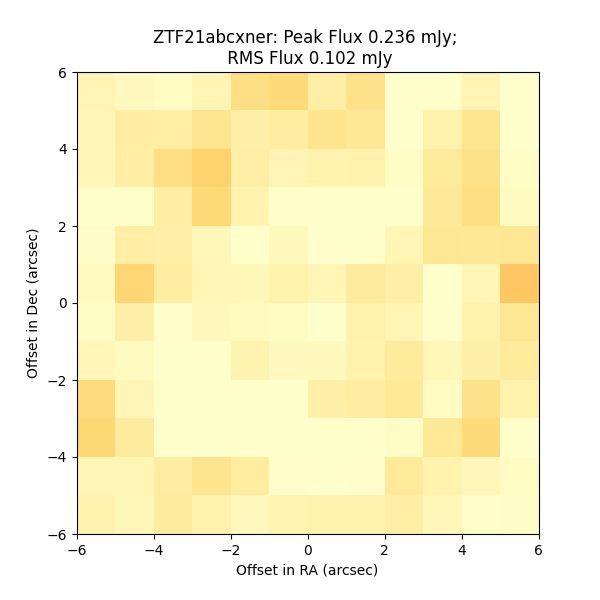 ZTF21abcxner: Peak Flux 0.236 mJy;
RMS Flux 0.102 mJy
6
4
2
0
−2
−4
−6
Offset in Dec (arcsec)
−6 −4 −2 0 2 4 6
Offset in RA (arcsec)